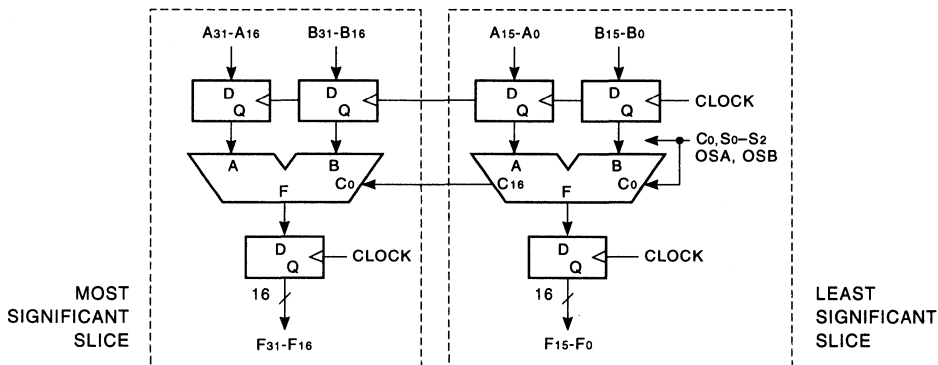 A31-A16 B31-B16 A15-A0 B15-B0
D D D D
Q Q Q Q CLOCK
C0, S0-S2
OSA, OSB
A B A B
C0 C16 C0
F F
D D
Q CLOCK Q CLOCK
16 16
MOST
SIGNIFICANT
SLICE
LEAST
SIGNIFICANT
SLICE
F31-F16 F15-F0